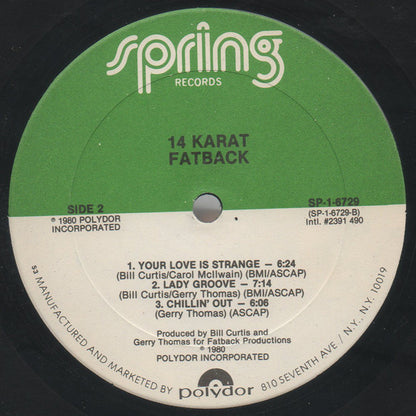 spring
RECORDS
14 KARAT
FATBACK
SIDE 2
℗ 1980 POLYDOR
INCORPORATED
SP-1-6729
(SP-1-6729-B)
Intl. #2391 490
1. YOUR LOVE IS STRANGE — 6:24
(Bill Curtis/Carol McIlwain) (BMI/ASCAP)
2. LADY GROOVE — 7:14
(Bill Curtis/Gerry Thomas) (BMI/ASCAP)
3. CHILLIN' OUT — 6:06
(Gerry Thomas) (ASCAP)
Produced by Bill Curtis and
Gerry Thomas for Fatback Productions
℗ 1980
POLYDOR INCORPORATED
53 MANUFACTURED AND MARKETED BY polydor 810 SEVENTH AVE / N.Y., N.Y. 10019